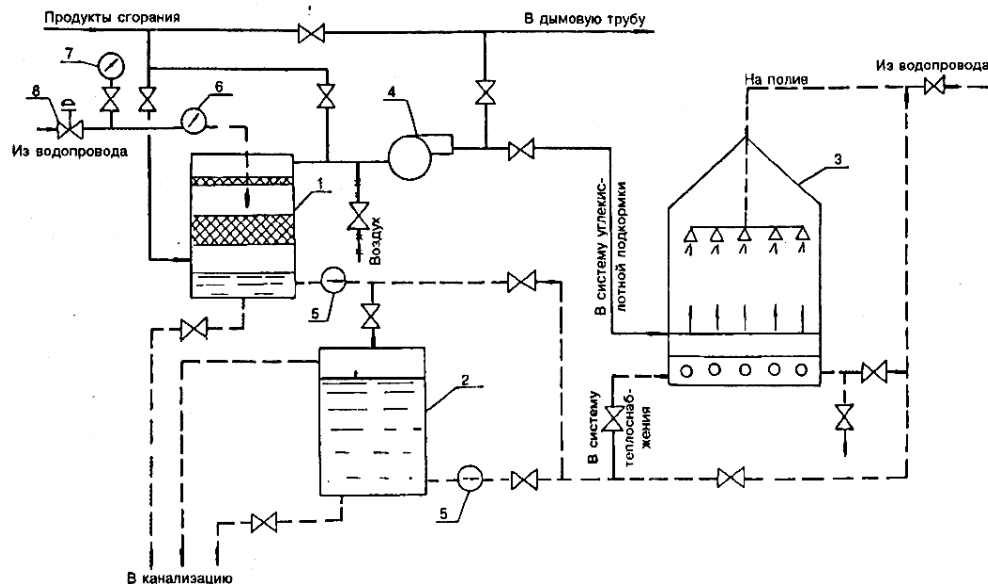 Продукты сгорания
В дымовую трубу
7
6
4
8
Из водопровода
На полив
Из водопровода
3
1
Воздух
В систему углекис-
лотной подкормки
5
2
В систему
теплоснаб-
жения
5
В канализацию